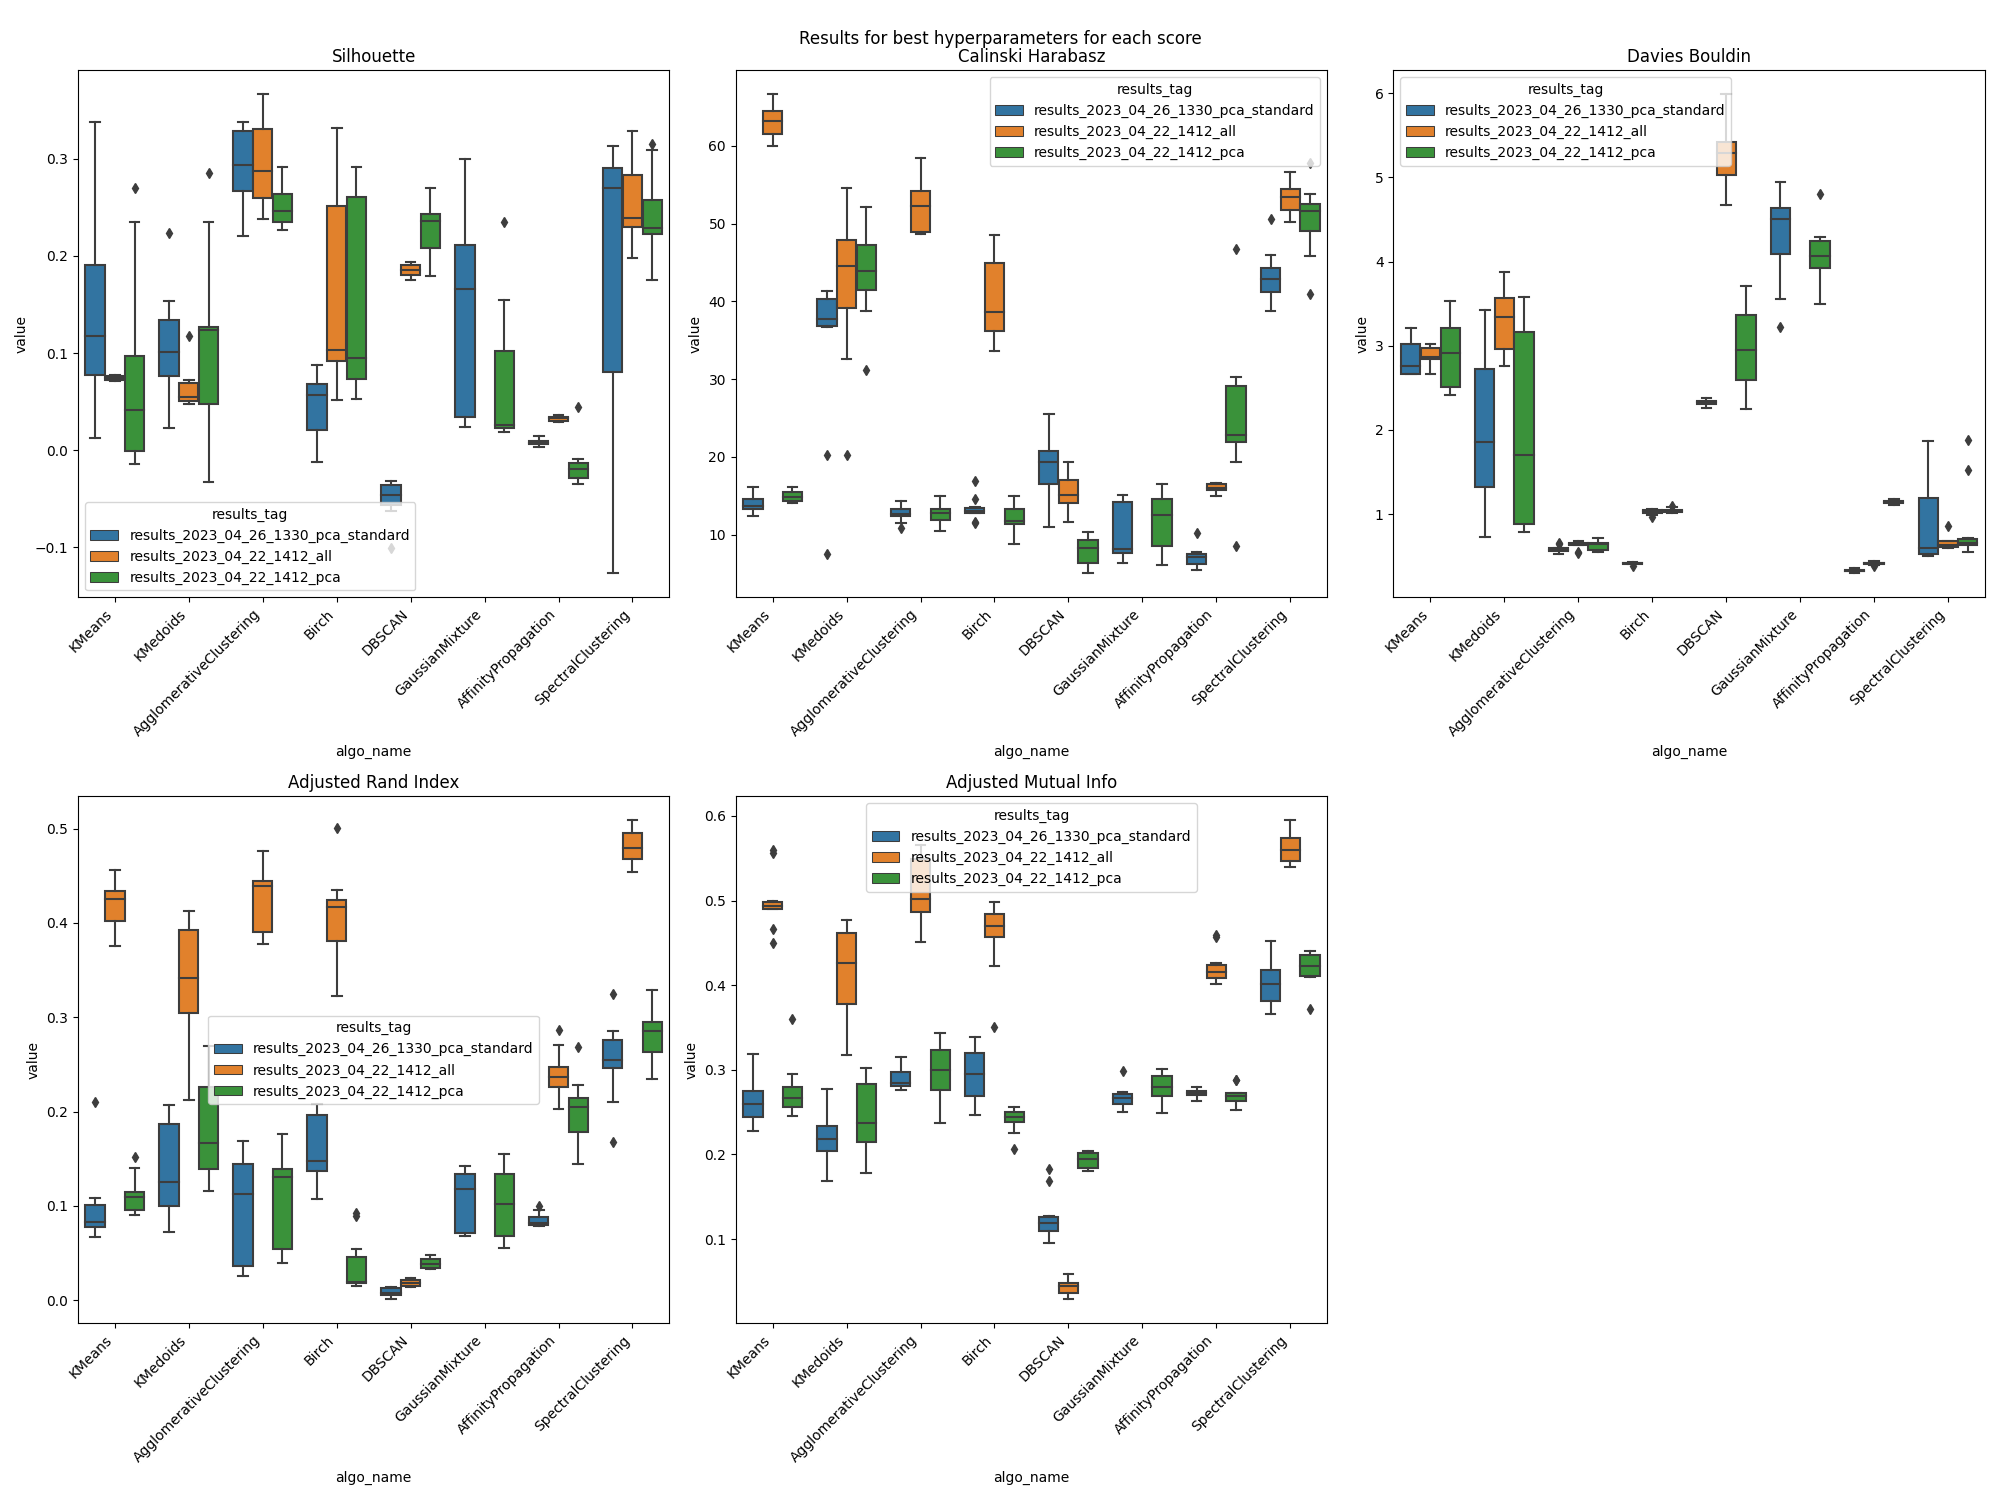 Results for best hyperparameters for each score
Silhouette
value
0.3
0.2
0.1
0.0
−0.1
results_tag
results_2023_04_26_1330_pca_standard
results_2023_04_22_1412_all
results_2023_04_22_1412_pca
KMeans
KMedoids
AgglomerativeClustering
Birch
DBSCAN
GaussianMixture
AffinityPropagation
SpectralClustering
algo_name
Calinski Harabasz
value
60
50
40
30
20
10
results_tag
results_2023_04_26_1330_pca_standard
results_2023_04_22_1412_all
results_2023_04_22_1412_pca
KMeans
KMedoids
AgglomerativeClustering
Birch
DBSCAN
GaussianMixture
AffinityPropagation
SpectralClustering
algo_name
Davies Bouldin
value
6
5
4
3
2
1
results_tag
results_2023_04_26_1330_pca_standard
results_2023_04_22_1412_all
results_2023_04_22_1412_pca
KMeans
KMedoids
AgglomerativeClustering
Birch
DBSCAN
GaussianMixture
AffinityPropagation
SpectralClustering
algo_name
Adjusted Rand Index
value
0.5
0.4
0.3
0.2
0.1
0.0
results_tag
results_2023_04_26_1330_pca_standard
results_2023_04_22_1412_all
results_2023_04_22_1412_pca
KMeans
KMedoids
AgglomerativeClustering
Birch
DBSCAN
GaussianMixture
AffinityPropagation
SpectralClustering
algo_name
Adjusted Mutual Info
value
0.6
0.5
0.4
0.3
0.2
0.1
results_tag
results_2023_04_26_1330_pca_standard
results_2023_04_22_1412_all
results_2023_04_22_1412_pca
KMeans
KMedoids
AgglomerativeClustering
Birch
DBSCAN
GaussianMixture
AffinityPropagation
SpectralClustering
algo_name